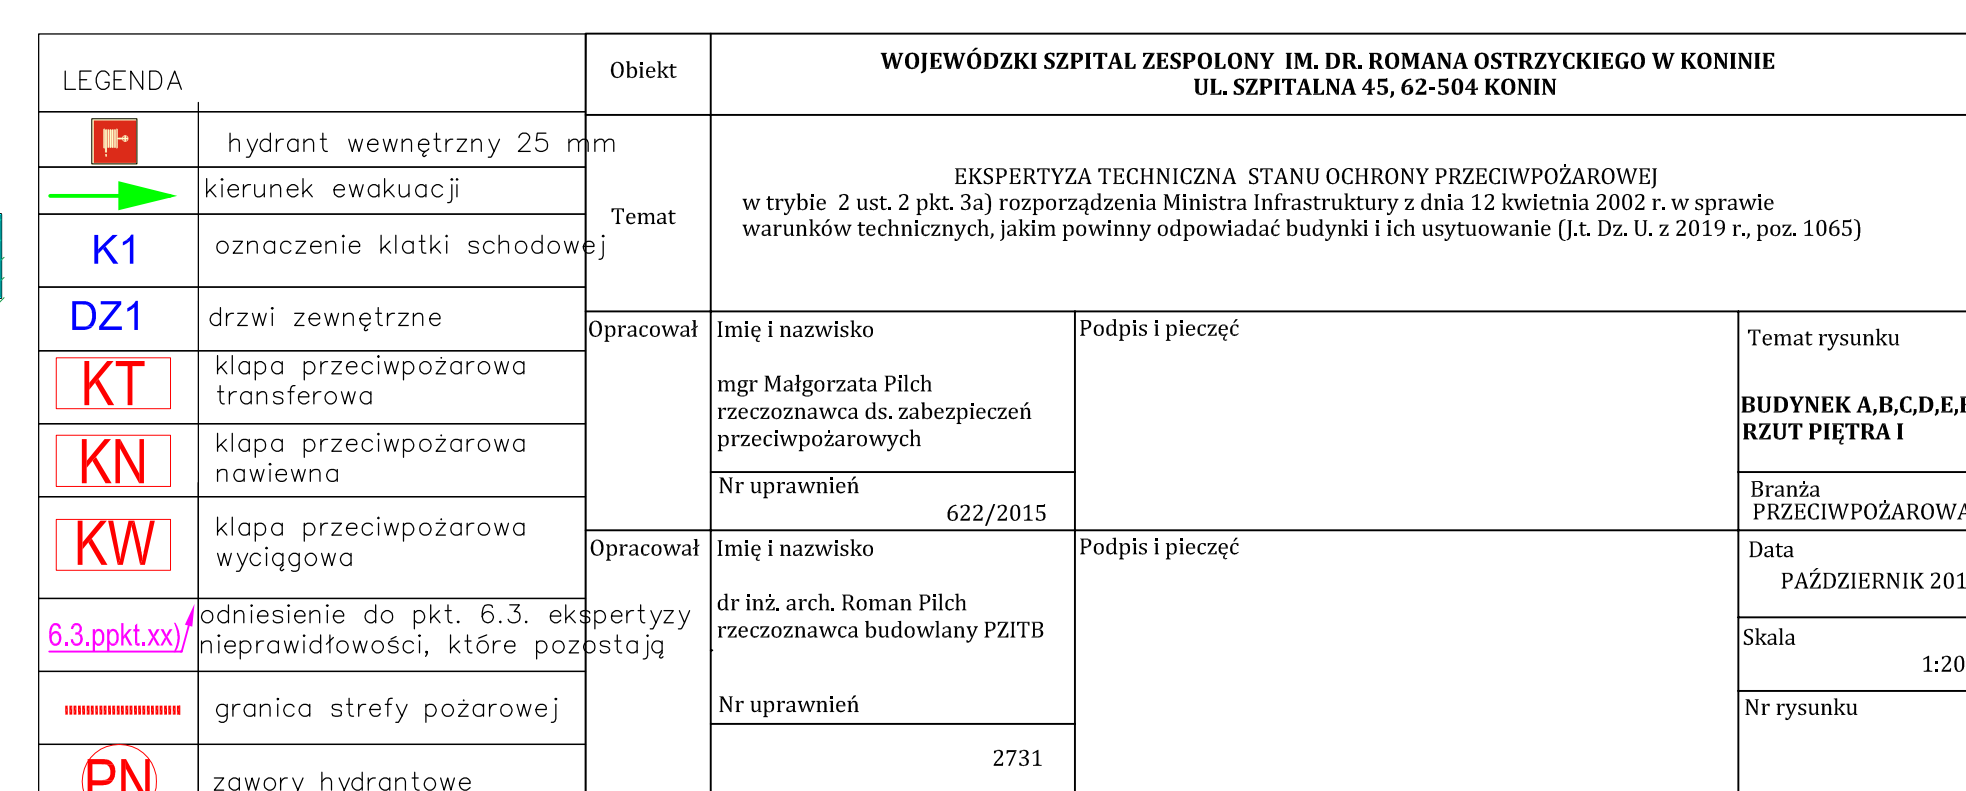 LEGENDA
hydrant wewnętrzny 25 mm
kierunek ewakuacji
K1 oznaczenie klatki schodowej
DZ1 drzwi zewnętrzne
KT klapa przeciwpożarowa
transferowa
KN klapa przeciwpożarowa
nawiewna
KW klapa przeciwpożarowa
wyciągowa
6.3.ppkt.xx) odniesienie do pkt. 6.3. ekspertyzy
nieprawidłowości, które pozostają
granica strefy pożarowej
PN zawory hydrantowe
Obiekt
WOJEWÓDZKI SZPITAL ZESPOLONY IM. DR. ROMANA OSTRZYCKIEGO W KONINIE
UL. SZPITALNA 45, 62-504 KONIN
Temat
EKSPERTYZA TECHNICZNA STANU OCHRONY PRZECIWPOŻAROWEJ
w trybie 2 ust. 2 pkt. 3a) rozporządzenia Ministra Infrastruktury z dnia 12 kwietnia 2002 r. w sprawie
warunków technicznych, jakim powinny odpowiadać budynki i ich usytuowanie (J.t. Dz. U. z 2019 r., poz. 1065)
Opracował
Imię i nazwisko
mgr Małgorzata Pilch
rzeczoznawca ds. zabezpieczeń
przeciwpożarowych
Nr uprawnień
622/2015
Podpis i pieczęć
Opracował
Imię i nazwisko
dr inż. arch. Roman Pilch
rzeczoznawca budowlany PZITB
Nr uprawnień
2731
Podpis i pieczęć
Temat rysunku
BUDYNEK A,B,C,D,E,
RZUT PIĘTRA I
Branża
PRZECIWPOŻAROWA
Data
PAŹDZIERNIK 201
Skala
1:20
Nr rysunku